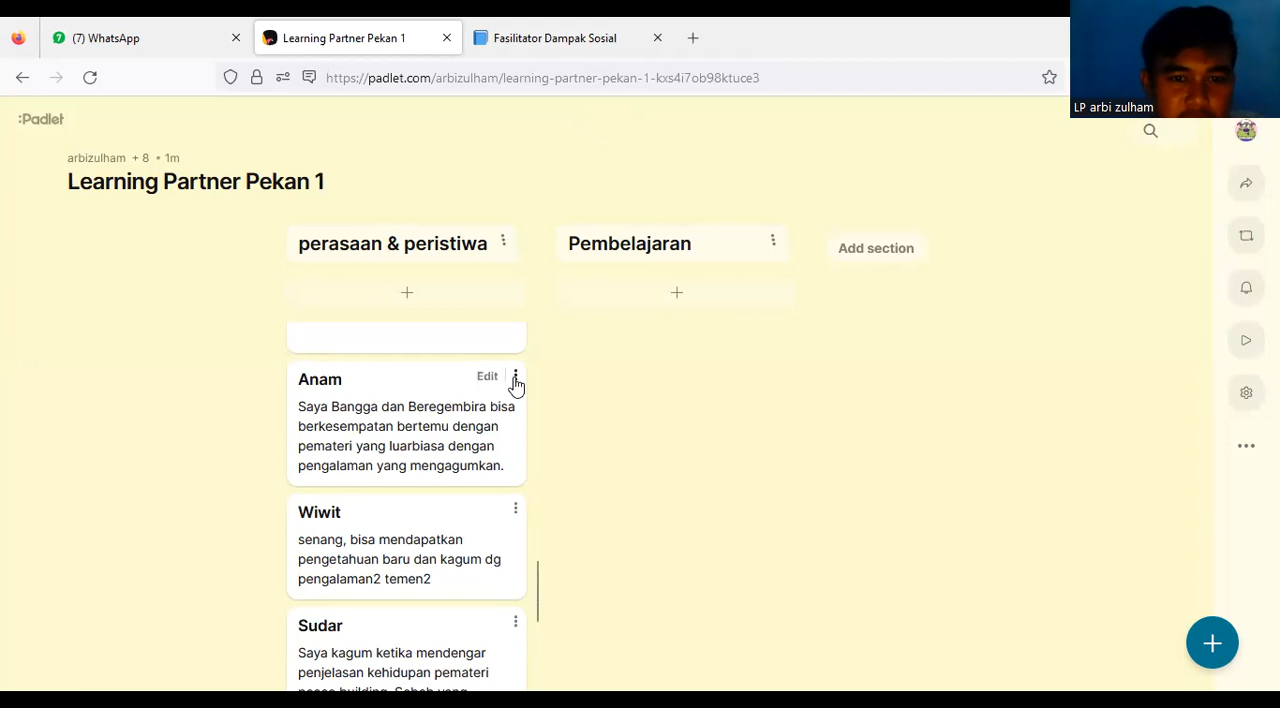 (7) WhatsApp
Learning Partner Pekan 1
Fasilitator Dampak Sosial
https://padlet.com/arbizulham/learning-partner-pekan-1-kxs4i7ob98ktuce3
LP arbi zulham
:Padlet
arbizulham + 8 • 1m
Learning Partner Pekan 1
perasaan & peristiwa
Pembelajaran
Add section
Anam
Edit
Saya Bangga dan Beregembira bisa
berkesempatan bertemu dengan
pemateri yang luarbiasa dengan
pengalaman yang mengagumkan.
Wiwit
senang, bisa mendapatkan
pengetahuan baru dan kagum dg
pengalaman2 temen2
Sudar
Saya kagum ketika mendengar
penjelasan kehidupan pemateri